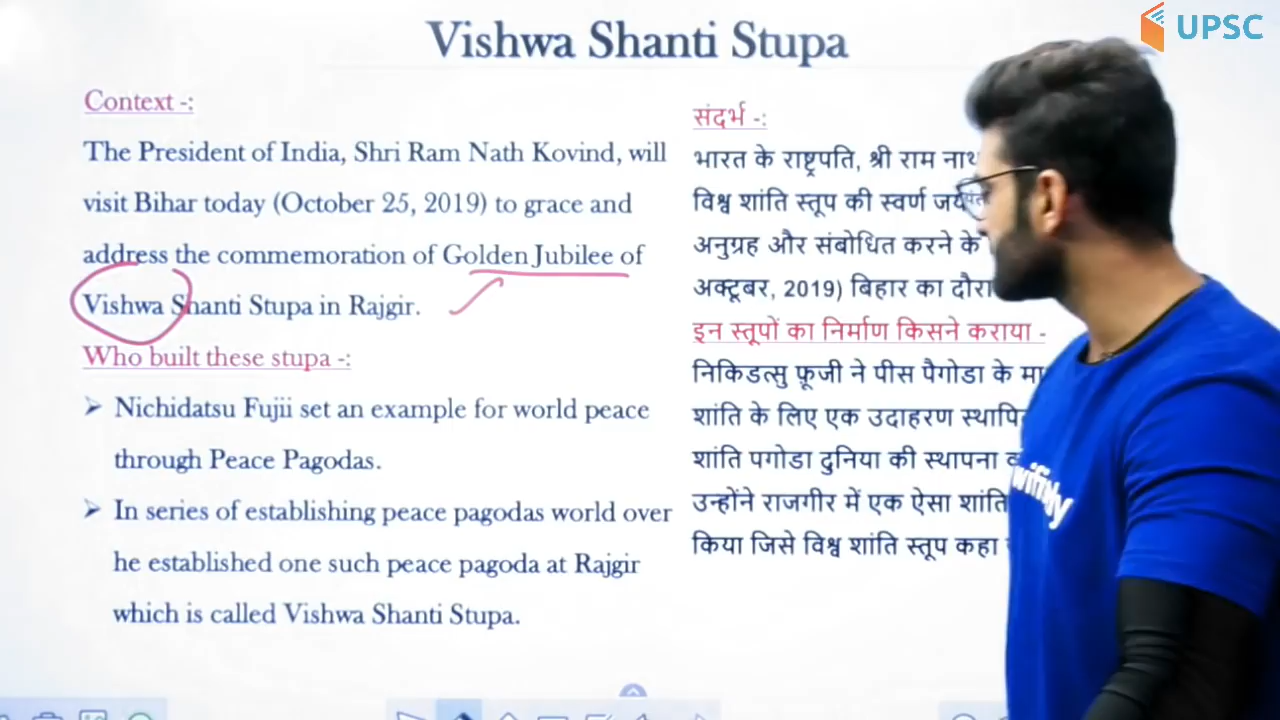 Vishwa Shanti Stupa
UPSC
Context -:
The President of India, Shri Ram Nath Kovind, will
visit Bihar today (October 25, 2019) to grace and
address the commemoration of Golden Jubilee of
Vishwa Shanti Stupa in Rajgir.
Who built these stupa -:
➢ Nichidatsu Fujii set an example for world peace
through Peace Pagodas.
➢ In series of establishing peace pagodas world over
he established one such peace pagoda at Rajgir
which is called Vishwa Shanti Stupa.
संदर्भ -:
भारत के राष्ट्रपति, श्री राम
विश्व शांति स्तूप की स्वर्ण
अनुग्रह और संबोधित करने के
अक्टूबर, 2019) बिहार का
इन स्तूपों का निर्माण किसने कराया -
निकिडत्सु फ़ूजी ने पीस पैगोडा के
शांति के लिए एक उदाहरण
शांति पगोडा दुनिया की स्थापना
उन्होंने राजगीर में एक ऐसा शांति
किया जिसे विश्व शांति स्तूप कहा